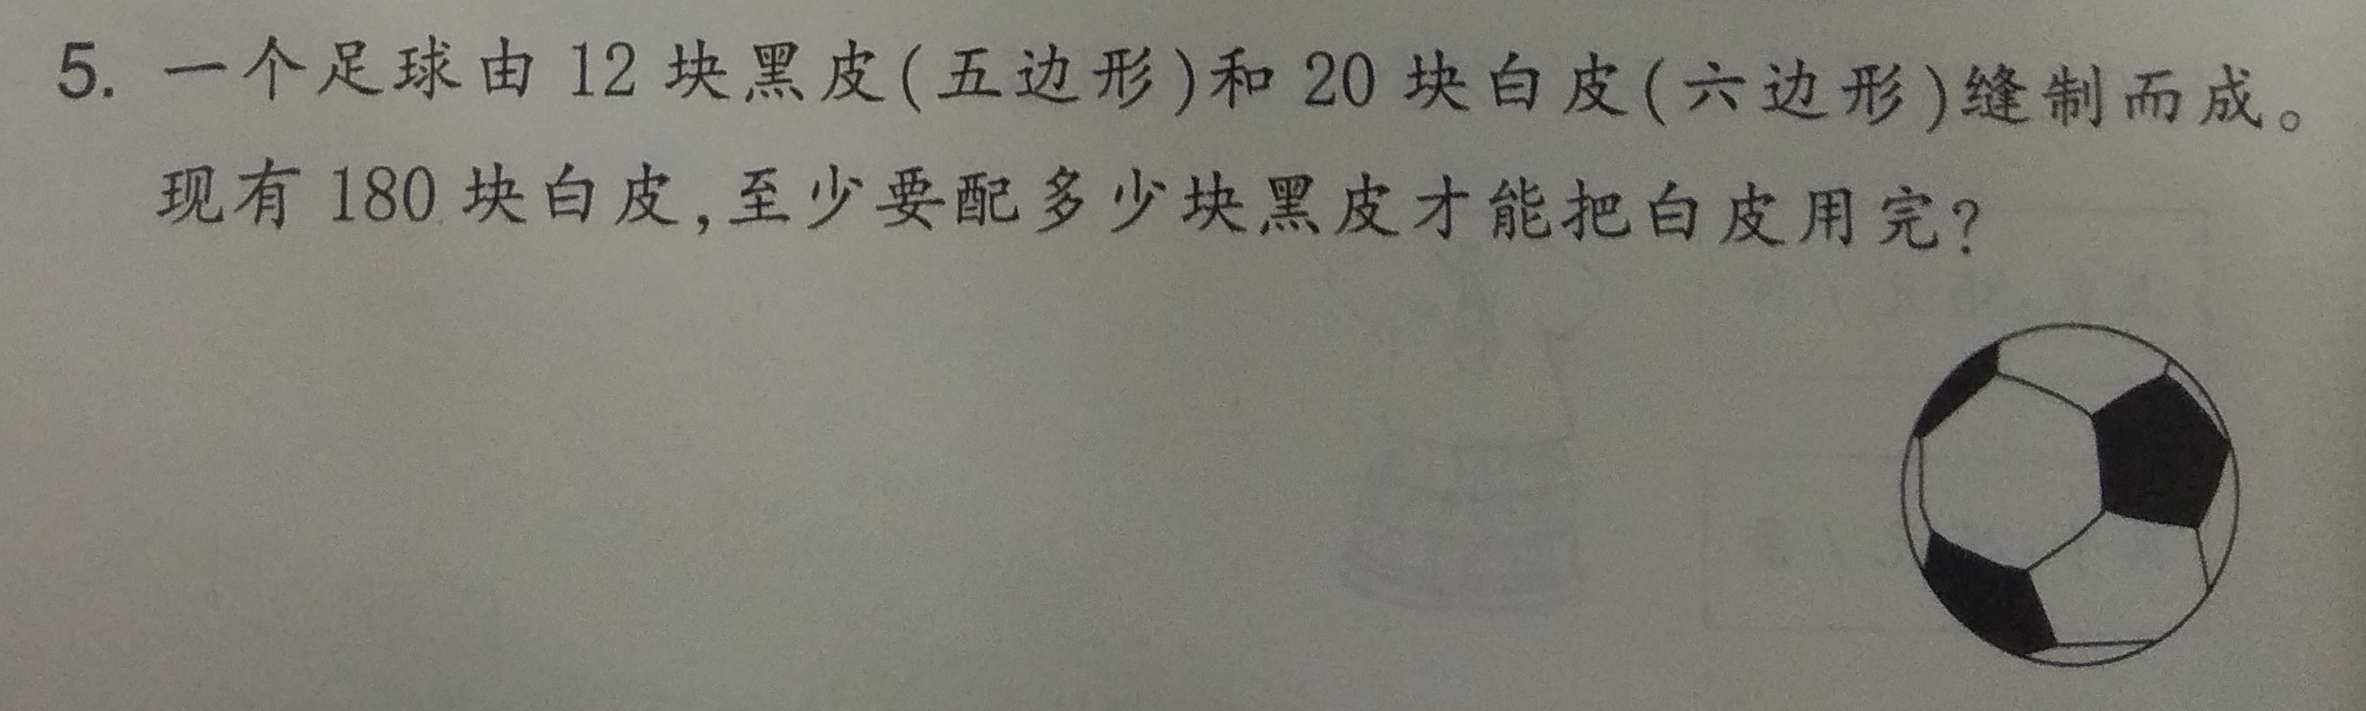 5. 一个足球由 12 块黑皮(五边形)和 20 块白皮(六边形)缝制而成。
现有 180 块白皮,至少要配多少块黑皮才能把白皮用完?